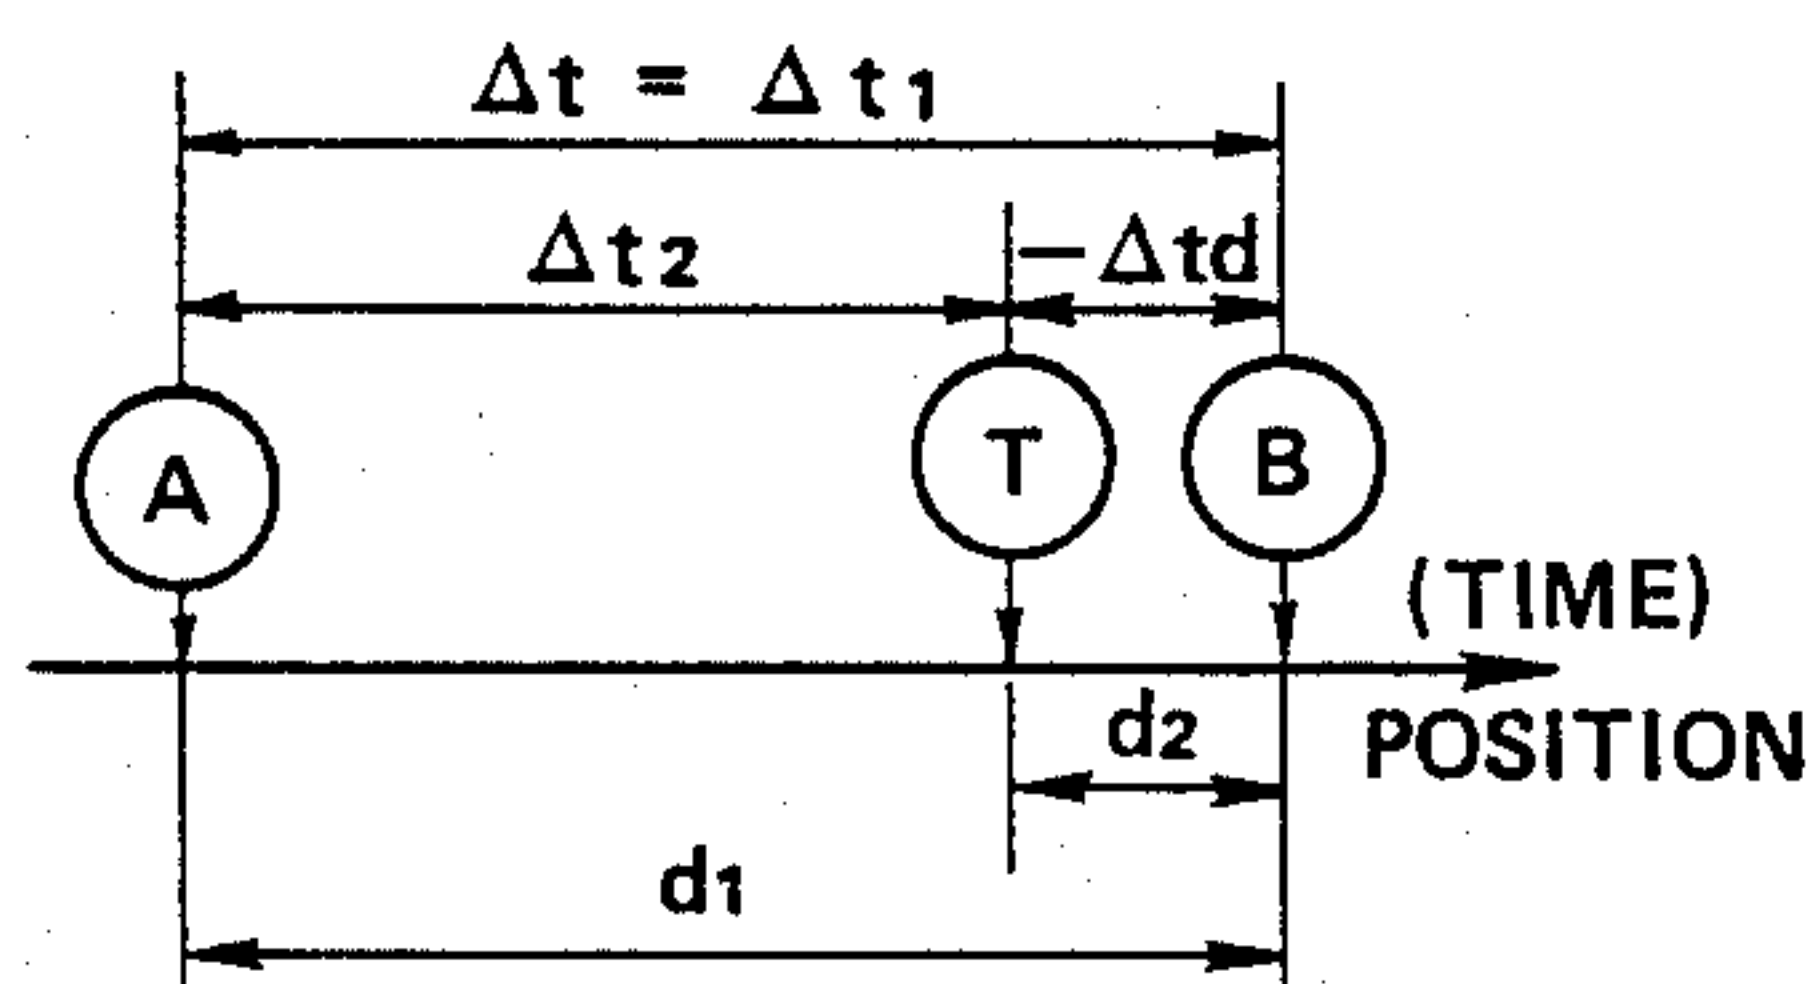 Δt = Δt1
Δt2
−Δtd
A
T
B
(TIME)
POSITION
d2
d1